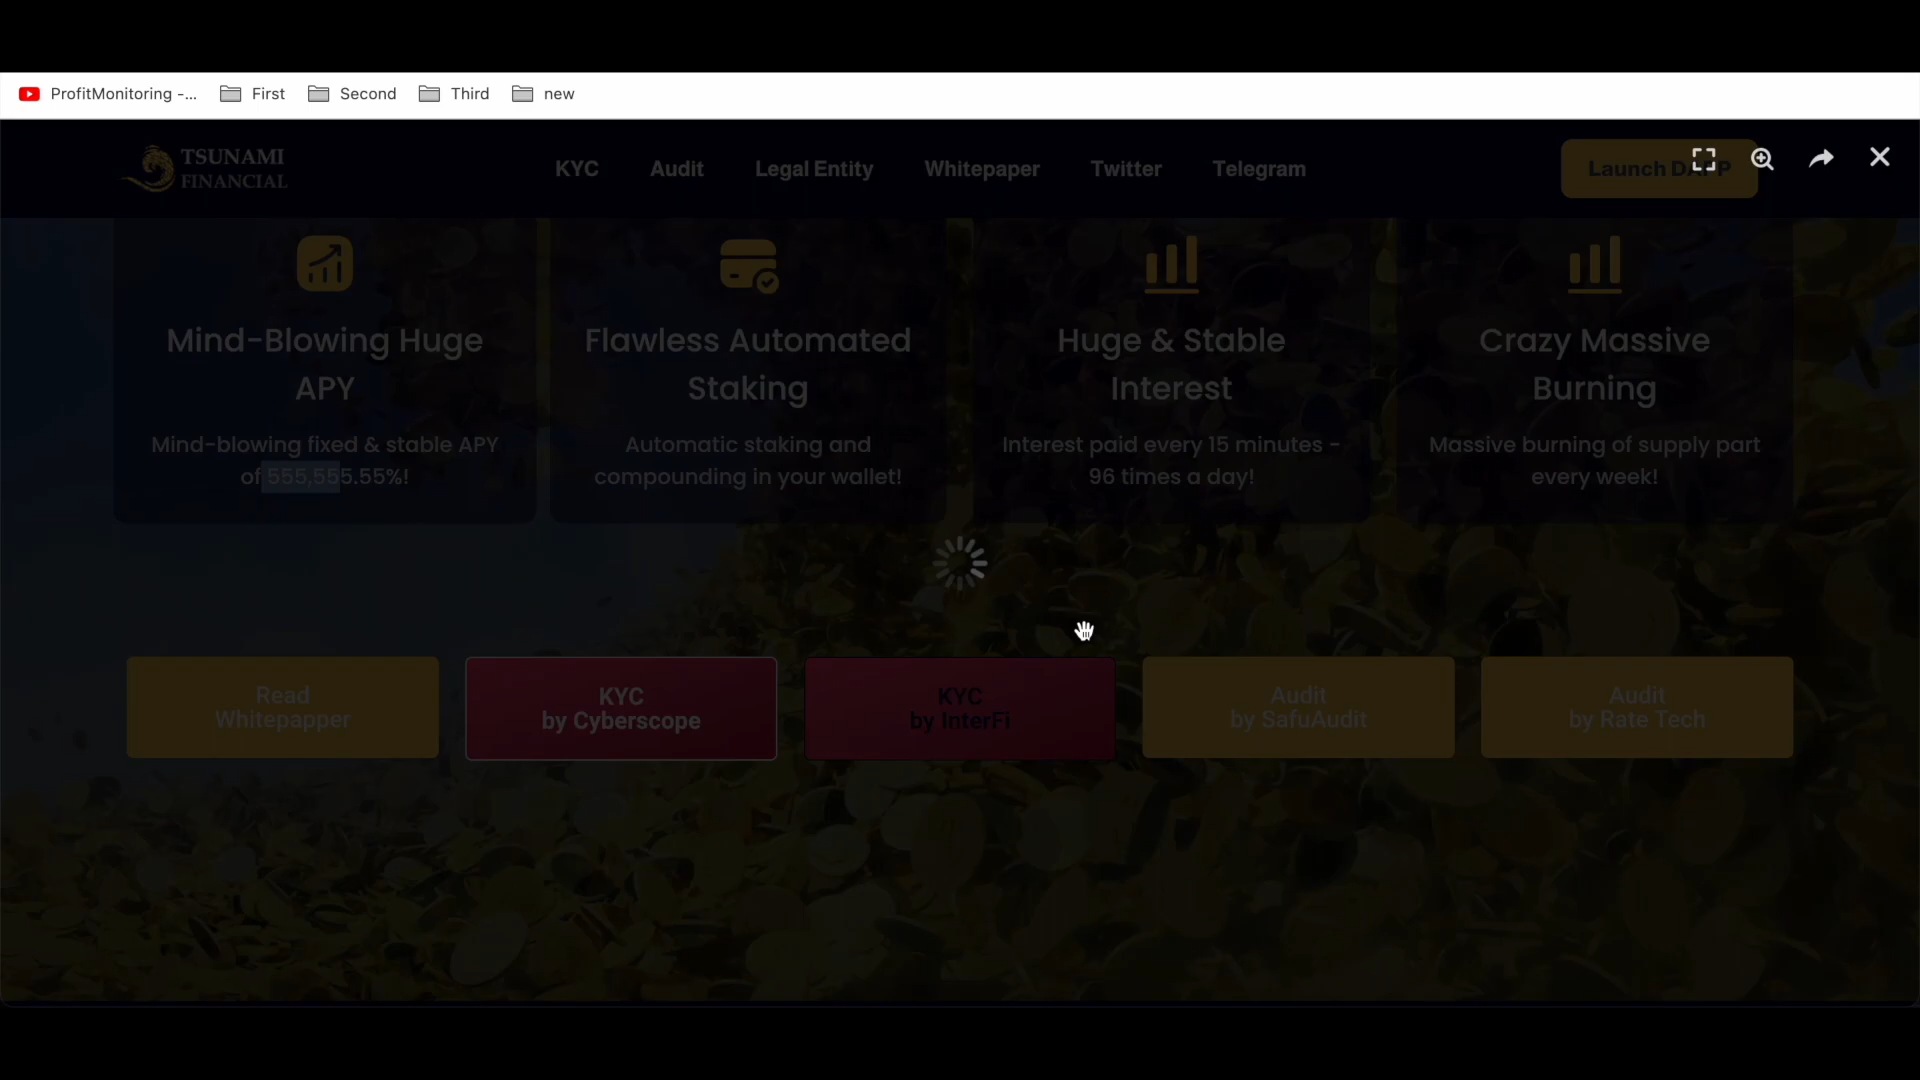 ProfitMonitoring -...
First
Second
Third
new
TSUNAMI
FINANCIAL
KYC
Audit
Legal Entity
Whitepaper
Twitter
Telegram
Launch DAPP
Mind-Blowing Huge
APY
Mind-blowing fixed & stable APY
of 555,555.55%!
Flawless Automated
Staking
Automatic staking and
compounding in your wallet!
Huge & Stable
Interest
Interest paid every 15 minutes -
96 times a day!
Crazy Massive
Burning
Massive burning of supply part
every week!
Read
Whitepapper
KYC
by Cyberscope
KYC
by InterFi
Audit
by SafuAudit
Audit
by Rate Tech